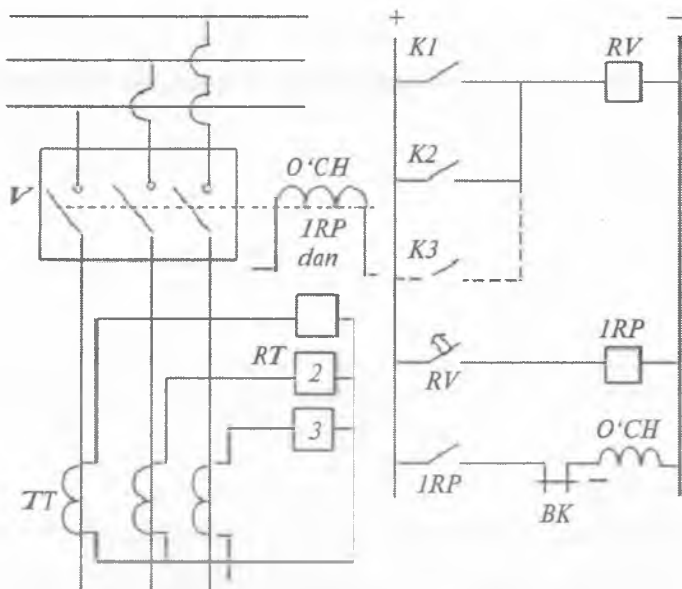 V
O‘CH
1RP
dan
RT
2
3
TT
+
–
K1
RV
K2
K3
RV
1RP
1RP
BK
O‘CH